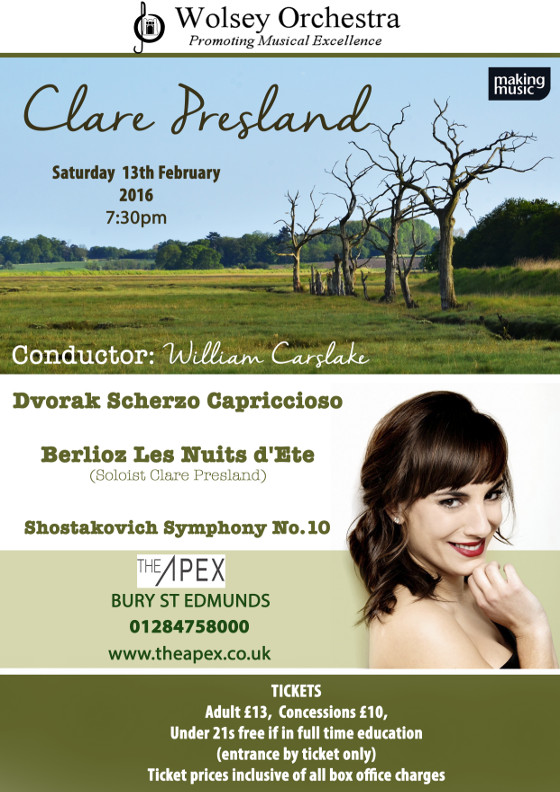 Wolsey Orchestra
Promoting Musical Excellence
making
music
Clare Presland
Saturday 13th February
2016
7:30pm
Conductor: William Carslake
Dvorak Scherzo Capriccioso
Berlioz Les Nuits d'Ete
(Soloist Clare Presland)
Shostakovich Symphony No.10
THE APEX
BURY ST EDMUNDS
01284758000
www.theapex.co.uk
TICKETS
Adult £13, Concessions £10,
Under 21s free if in full time education
(entrance by ticket only)
Ticket prices inclusive of all box office charges